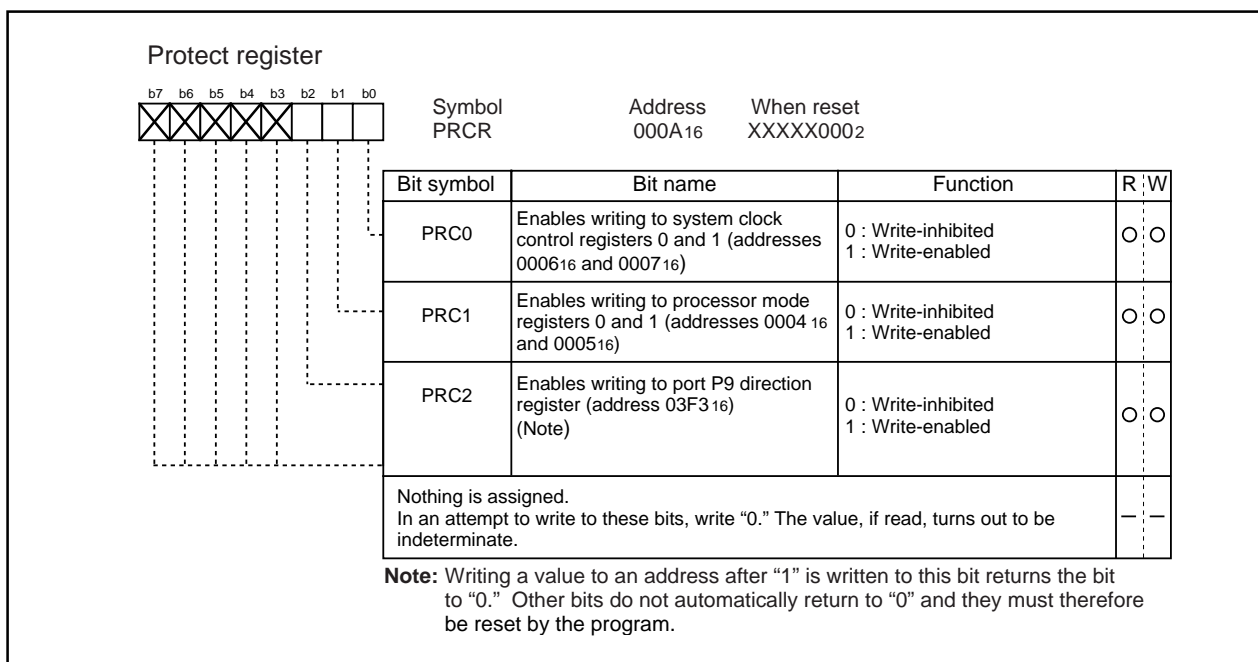 Protect register
b7 b6 b5 b4 b3 b2 b1 b0
Symbol Address When reset
PRCR 000A16 XXXXX0002
Bit symbol Bit name Function R W
PRC0
Enables writing to system clock
control registers 0 and 1 (addresses
000616 and 000716)
0 : Write-inhibited
1 : Write-enabled
PRC1
Enables writing to processor mode
registers 0 and 1 (addresses 0004 16
and 000516)
0 : Write-inhibited
1 : Write-enabled
PRC2
Enables writing to port P9 direction
register (address 03F3 16)
(Note)
0 : Write-inhibited
1 : Write-enabled
Nothing is assigned.
In an attempt to write to these bits, write “0.” The value, if read, turns out to be
indeterminate.
– –
Note: Writing a value to an address after “1” is written to this bit returns the bit
to “0.” Other bits do not automatically return to “0” and they must therefore
be reset by the program.